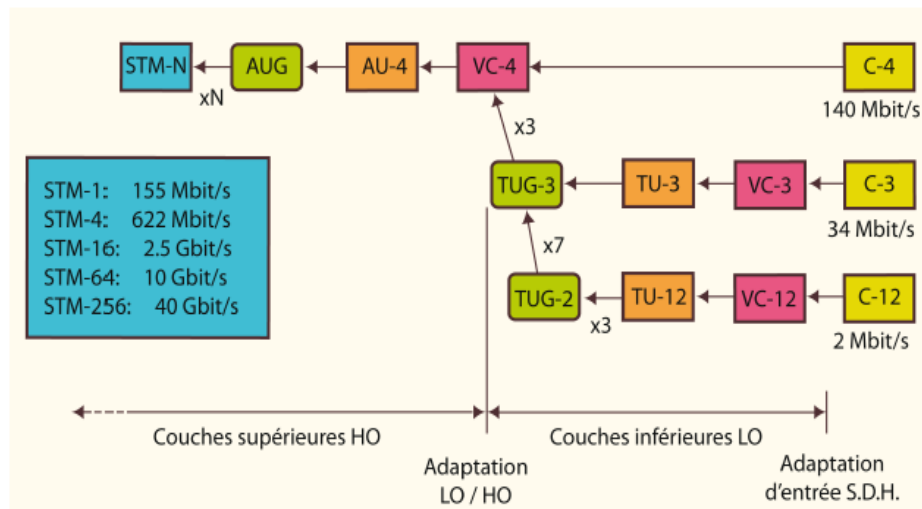 STM-N AUG AU-4 VC-4 C-4
xN
140 Mbit/s
x3
STM-1: 155 Mbit/s
STM-4: 622 Mbit/s
STM-16: 2.5 Gbit/s
STM-64: 10 Gbit/s
STM-256: 40 Gbit/s
TUG-3 TU-3 VC-3 C-3
34 Mbit/s
x7
TUG-2 TU-12 VC-12 C-12
x3
2 Mbit/s
Couches supérieures HO
Couches inférieures LO
Adaptation
LO / HO
Adaptation
d'entrée S.D.H.